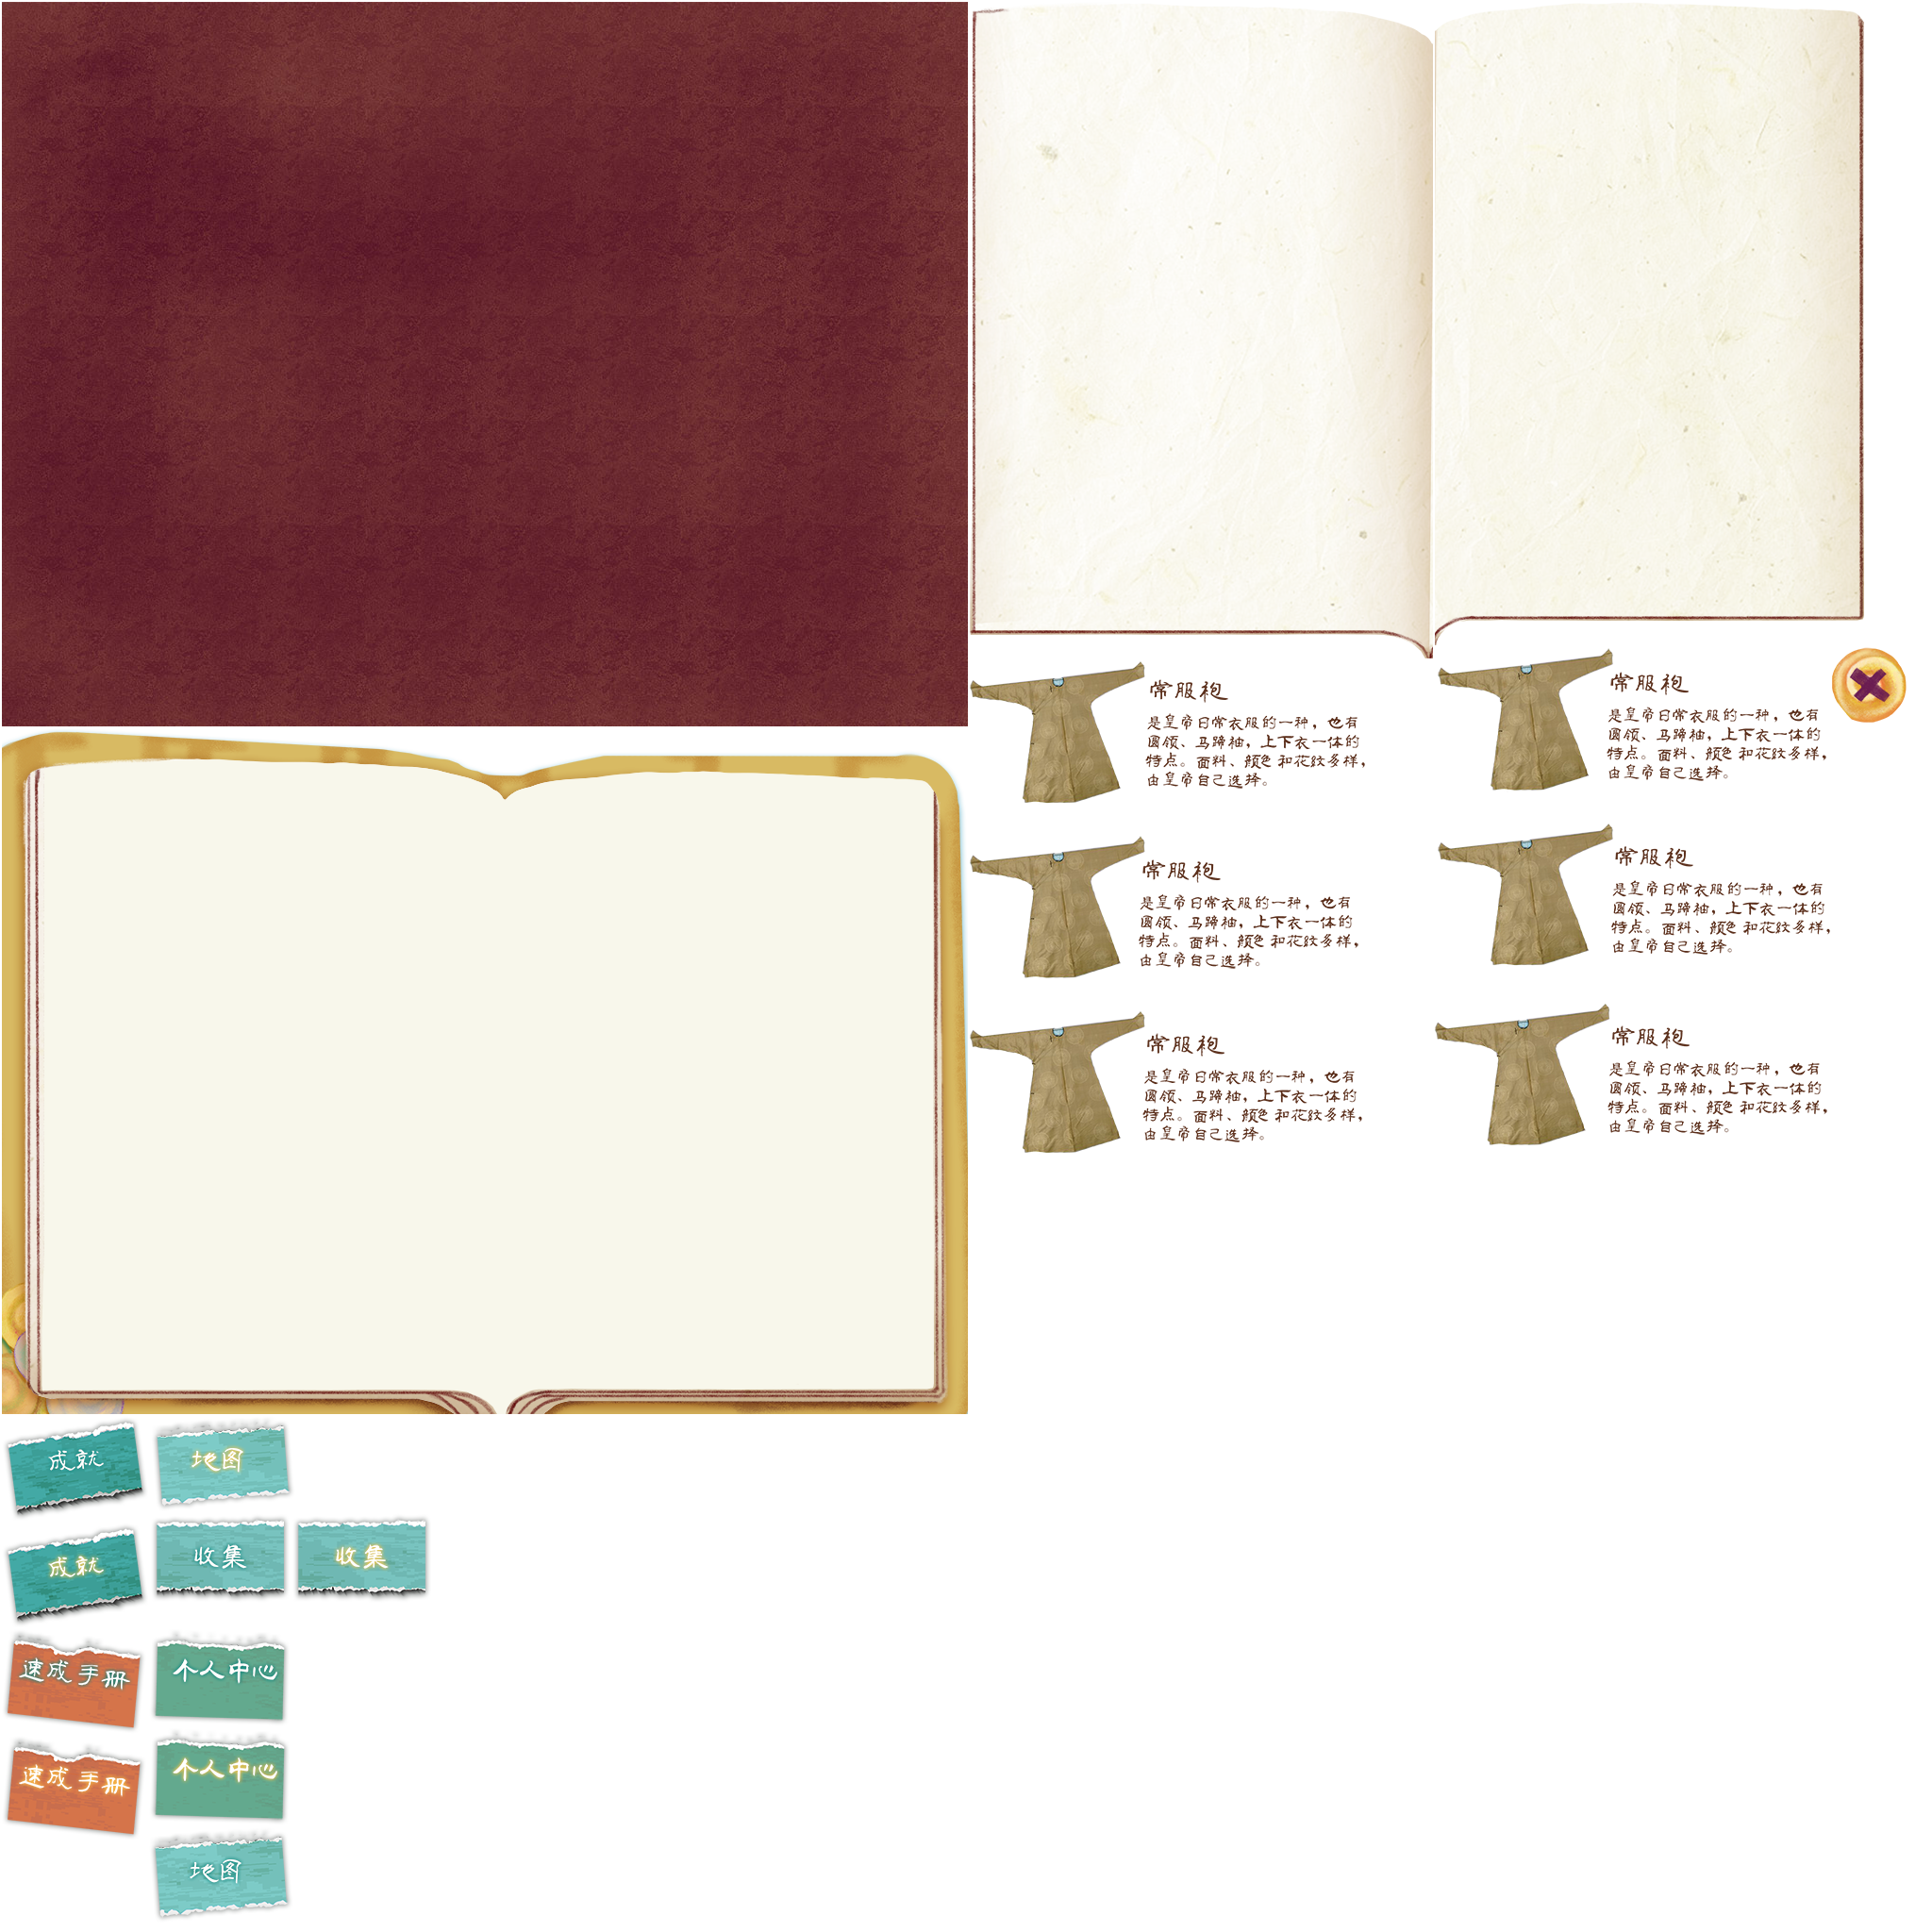 常服袍
是皇帝日常衣服的一种，也有
圆领、马蹄袖，上下衣一体的
特点。面料、颜色和花纹多样，
由皇帝自己选择。
常服袍
是皇帝日常衣服的一种，也有
圆领、马蹄袖，上下衣一体的
特点。面料、颜色和花纹多样，
由皇帝自己选择。
常服袍
是皇帝日常衣服的一种，也有
圆领、马蹄袖，上下衣一体的
特点。面料、颜色和花纹多样，
由皇帝自己选择。
常服袍
是皇帝日常衣服的一种，也有
圆领、马蹄袖，上下衣一体的
特点。面料、颜色和花纹多样，
由皇帝自己选择。
常服袍
是皇帝日常衣服的一种，也有
圆领、马蹄袖，上下衣一体的
特点。面料、颜色和花纹多样，
由皇帝自己选择。
常服袍
是皇帝日常衣服的一种，也有
圆领、马蹄袖，上下衣一体的
特点。面料、颜色和花纹多样，
由皇帝自己选择。
成就
地图
成就
收集
收集
速成手册
个人中心
速成手册
个人中心
地图